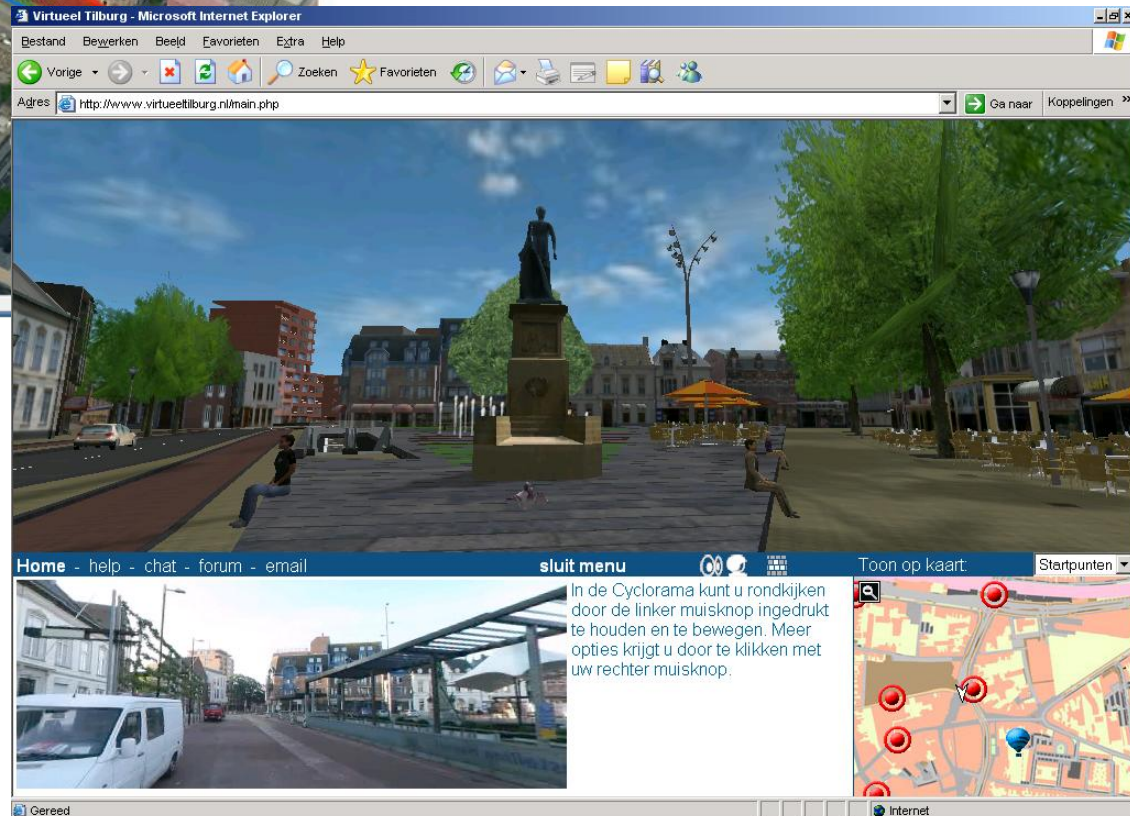 Virtueel Tilburg - Microsoft Internet Explorer
Bestand Bewerken Beeld Favorieten Extra Help
Vorige Zoeken Favorieten
Adres http://www.virtueeltilburg.nl/main.php Ga naar Koppelingen »
Home - help - chat - forum - email sluit menu Toon op kaart: Startpunten
In de Cyclorama kunt u rondkijken
door de linker muisknop ingedrukt
te houden en te bewegen. Meer
opties krijgt u door te klikken met
uw rechter muisknop.
Gereed Internet